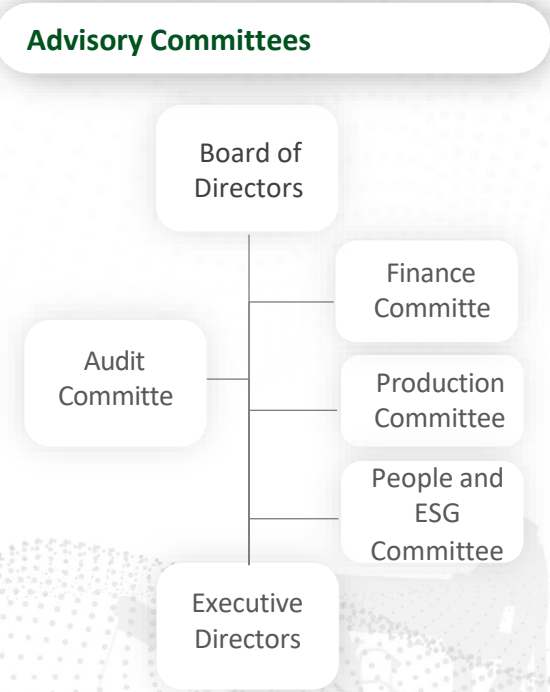 Advisory Committees
Board of
Directors
Finance
Committe
Audit
Committe
Production
Committee
People and
ESG
Committee
Executive
Directors